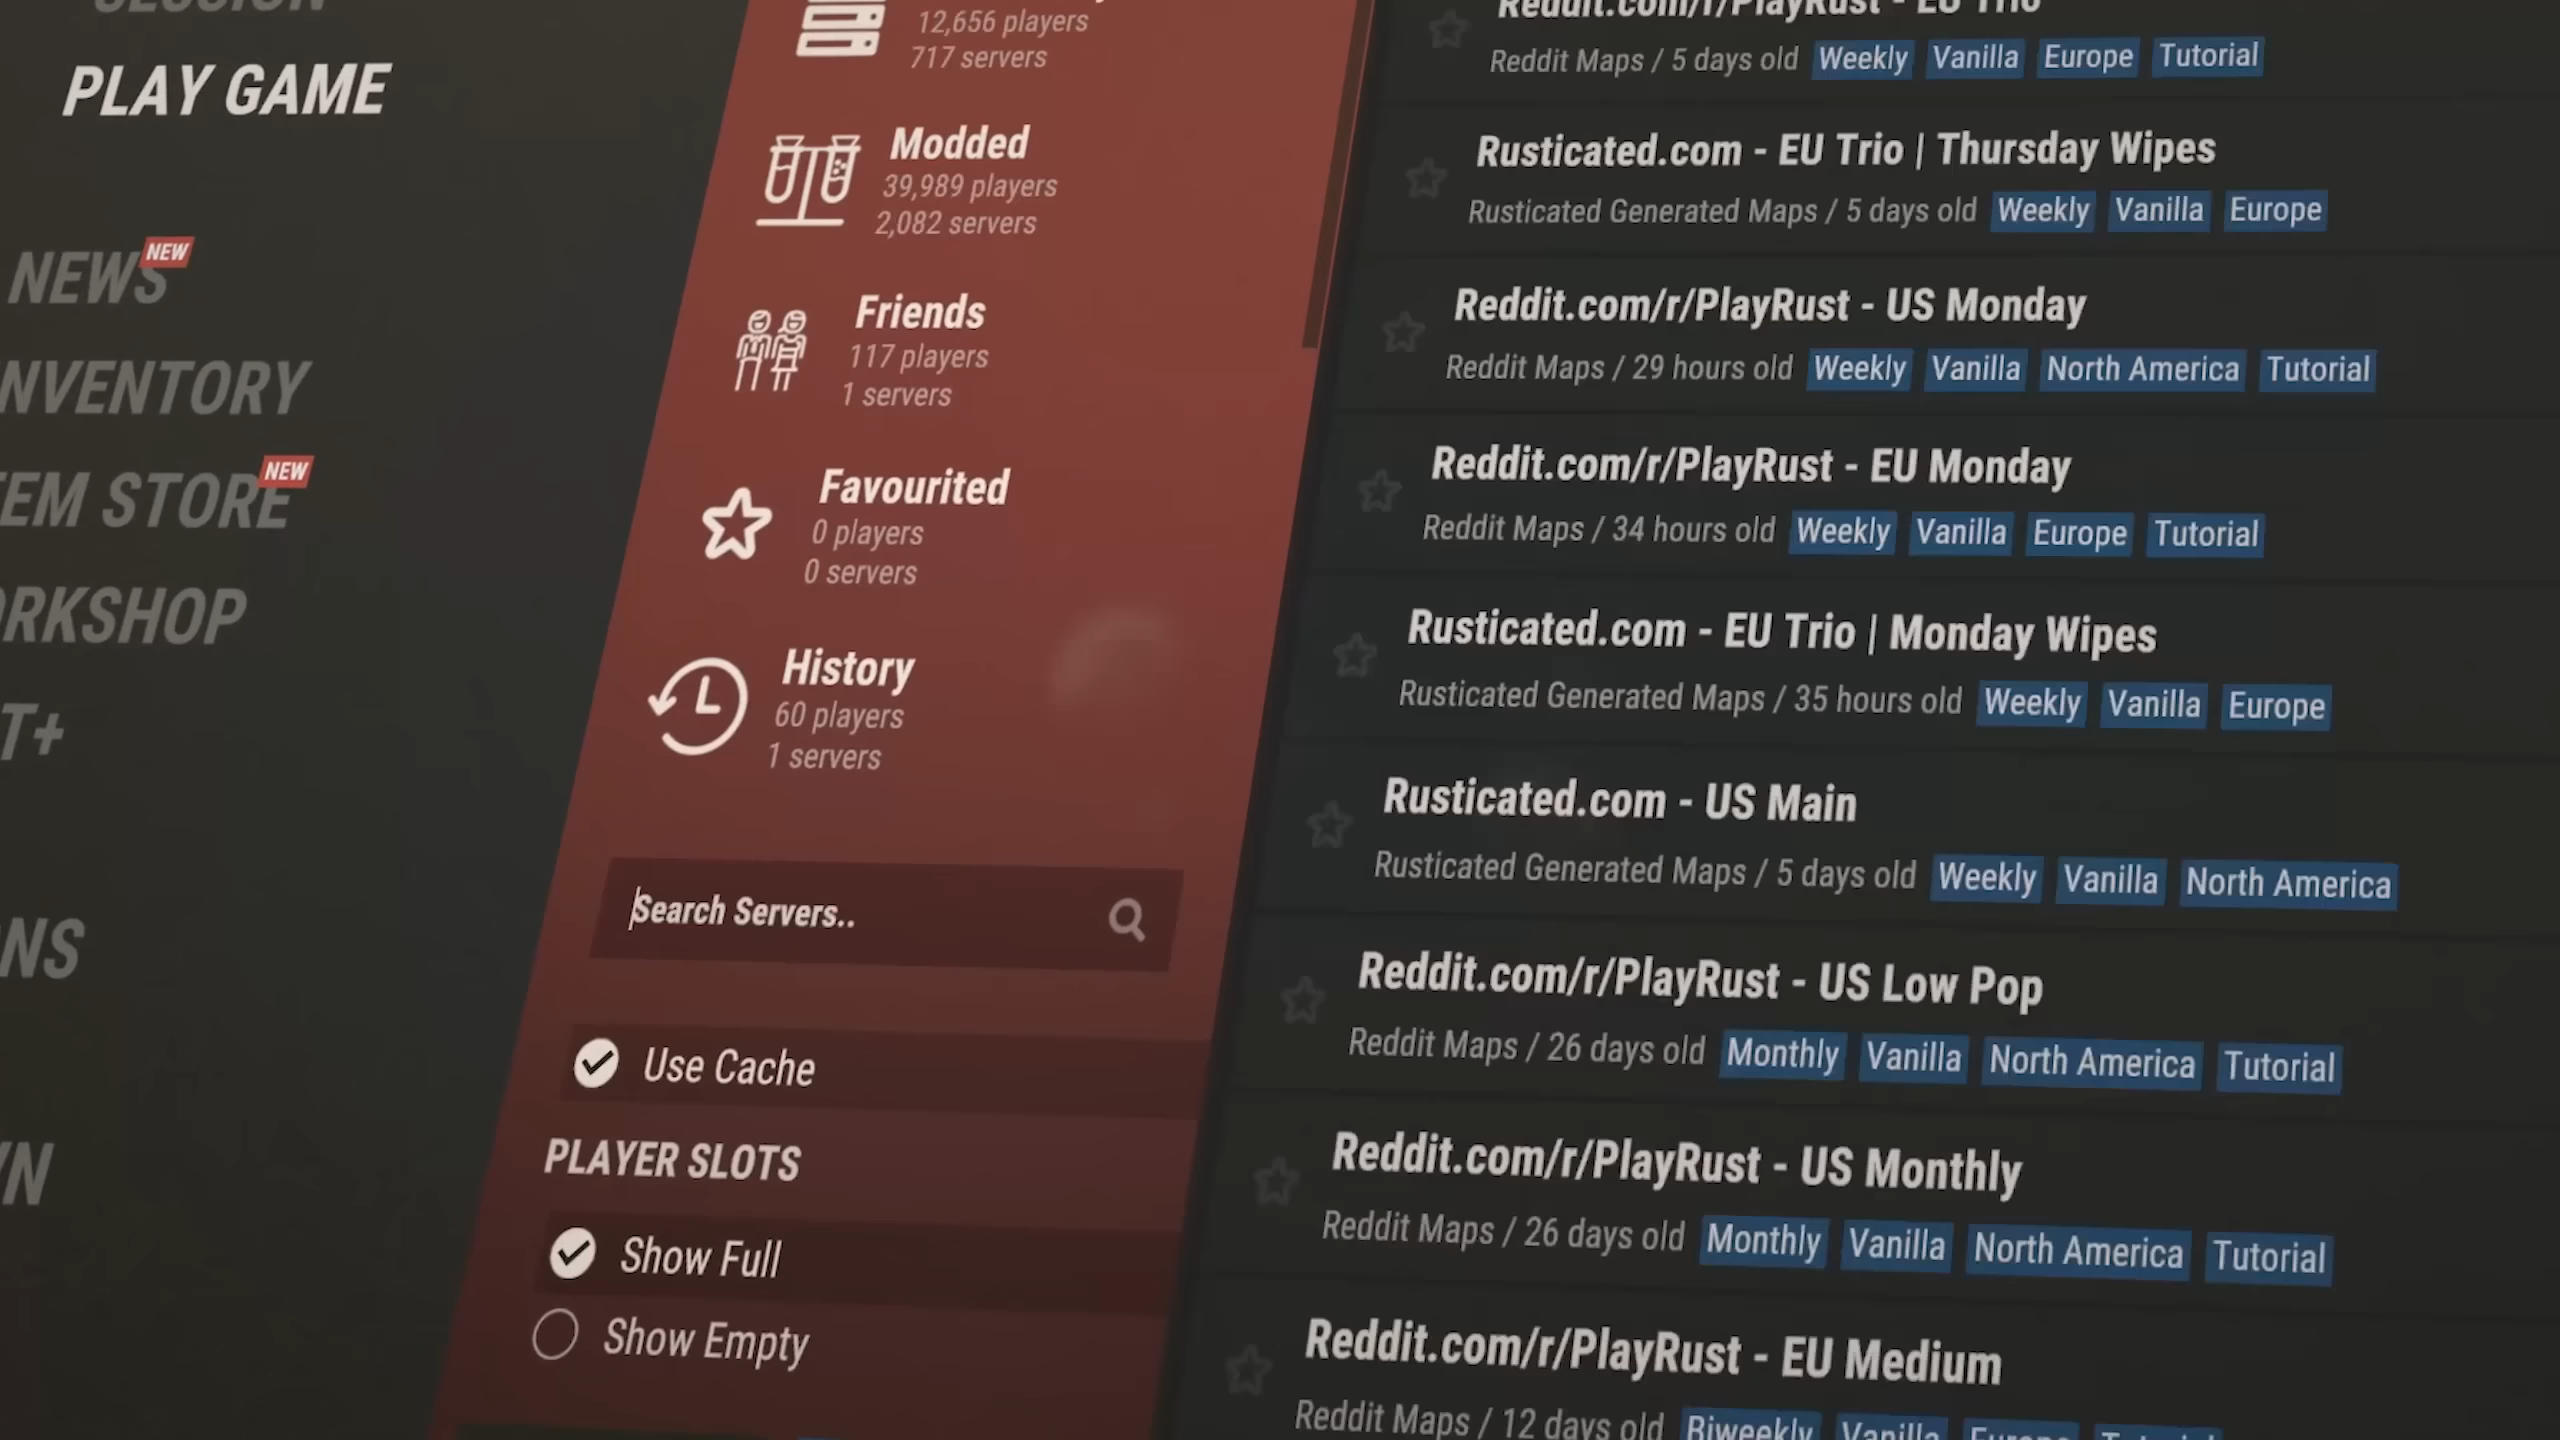 SESSION
PLAY GAME
NEWS
NEW
NVENTORY
EM STORE
NEW
ORKSHOP
T+
NS
12,656 players
717 servers
Modded
39,989 players
2,082 servers
Friends
117 players
1 servers
Favourited
0 players
0 servers
History
60 players
1 servers
Search Servers..
Use Cache
PLAYER SLOTS
Show Full
Show Empty
Reddit.com/r/PlayRust - EU Trio
Reddit Maps / 5 days old Weekly Vanilla Europe Tutorial
Rusticated.com - EU Trio | Thursday Wipes
Rusticated Generated Maps / 5 days old Weekly Vanilla Europe
Reddit.com/r/PlayRust - US Monday
Reddit Maps / 29 hours old Weekly Vanilla North America Tutorial
Reddit.com/r/PlayRust - EU Monday
Reddit Maps / 34 hours old Weekly Vanilla Europe Tutorial
Rusticated.com - EU Trio | Monday Wipes
Rusticated Generated Maps / 35 hours old Weekly Vanilla Europe
Rusticated.com - US Main
Rusticated Generated Maps / 5 days old Weekly Vanilla North America
Reddit.com/r/PlayRust - US Low Pop
Reddit Maps / 26 days old Monthly Vanilla North America Tutorial
Reddit.com/r/PlayRust - US Monthly
Reddit Maps / 26 days old Monthly Vanilla North America Tutorial
Reddit.com/r/PlayRust - EU Medium
Reddit Maps / 12 days old Biweekly Vanilla Europe Tutorial